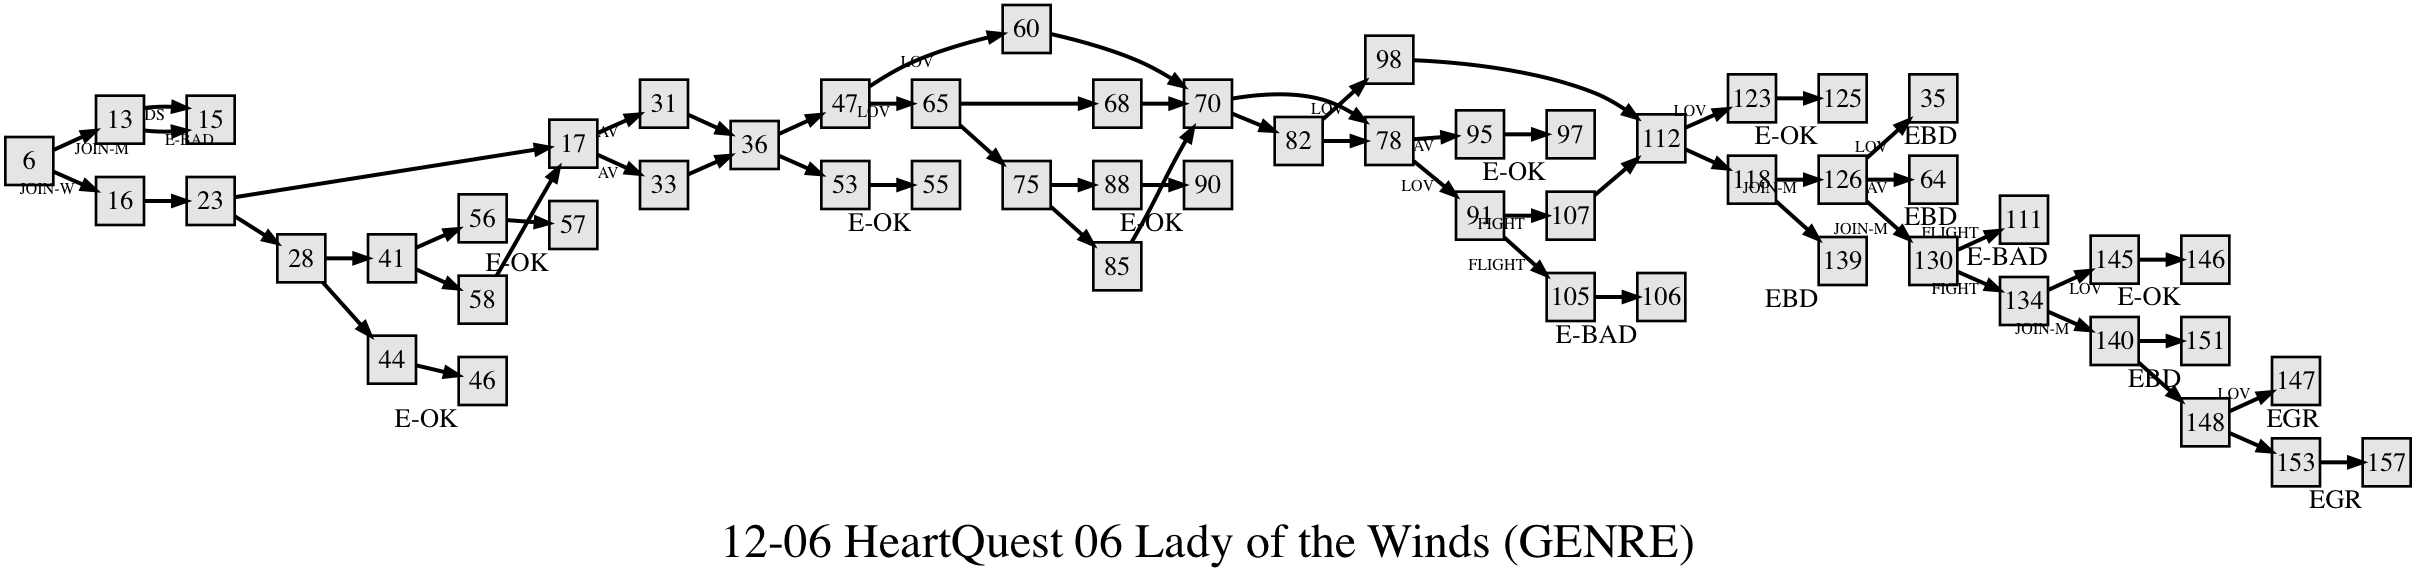 60
98
31
47
LOV
65
68
70
LOV
123
125
35
13
DS
15
LOV
LOV
E-BAD
JOIN-M
6
17
AV
36
82
78
AV
95
97
E-OK
112
E-OK
EBD
LOV
JOIN-W
16
23
AV
33
53
55
75
88
90
LOV
118
JOIN-M
126
AV
64
E-OK
E-OK
91
FIGHT
107
EBD
56
57
JOIN-M
FLIGHT
111
28
41
E-OK
85
FLIGHT
139
130
E-BAD
145
146
58
105
106
EBD
FIGHT
134
LOV
E-OK
E-BAD
JOIN-M
140
151
44
46
EBD
147
LOV
E-OK
148
EGR
153
157
EGR
12-06 HeartQuest 06 Lady of the Winds (GENRE)